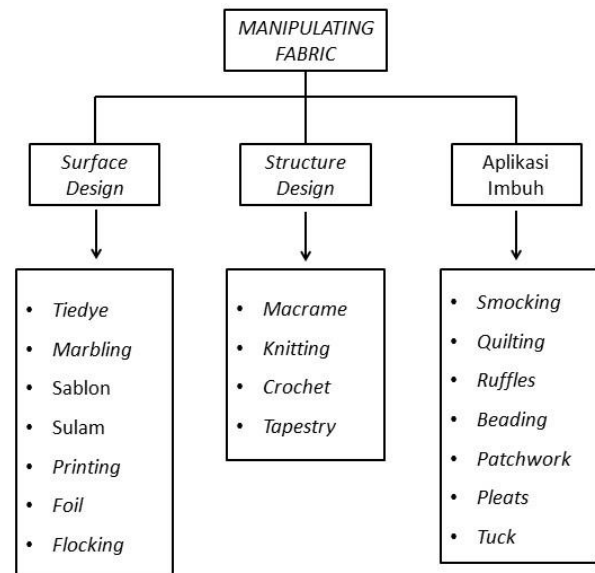 MANIPULATING
FABRIC
Surface
Design
Structure
Design
Aplikasi
Imbuh
• Tiedye
• Marbling
• Sablon
• Sulam
• Printing
• Foil
• Flocking
• Macrame
• Knitting
• Crochet
• Tapestry
• Smocking
• Quilting
• Ruffles
• Beading
• Patchwork
• Pleats
• Tuck